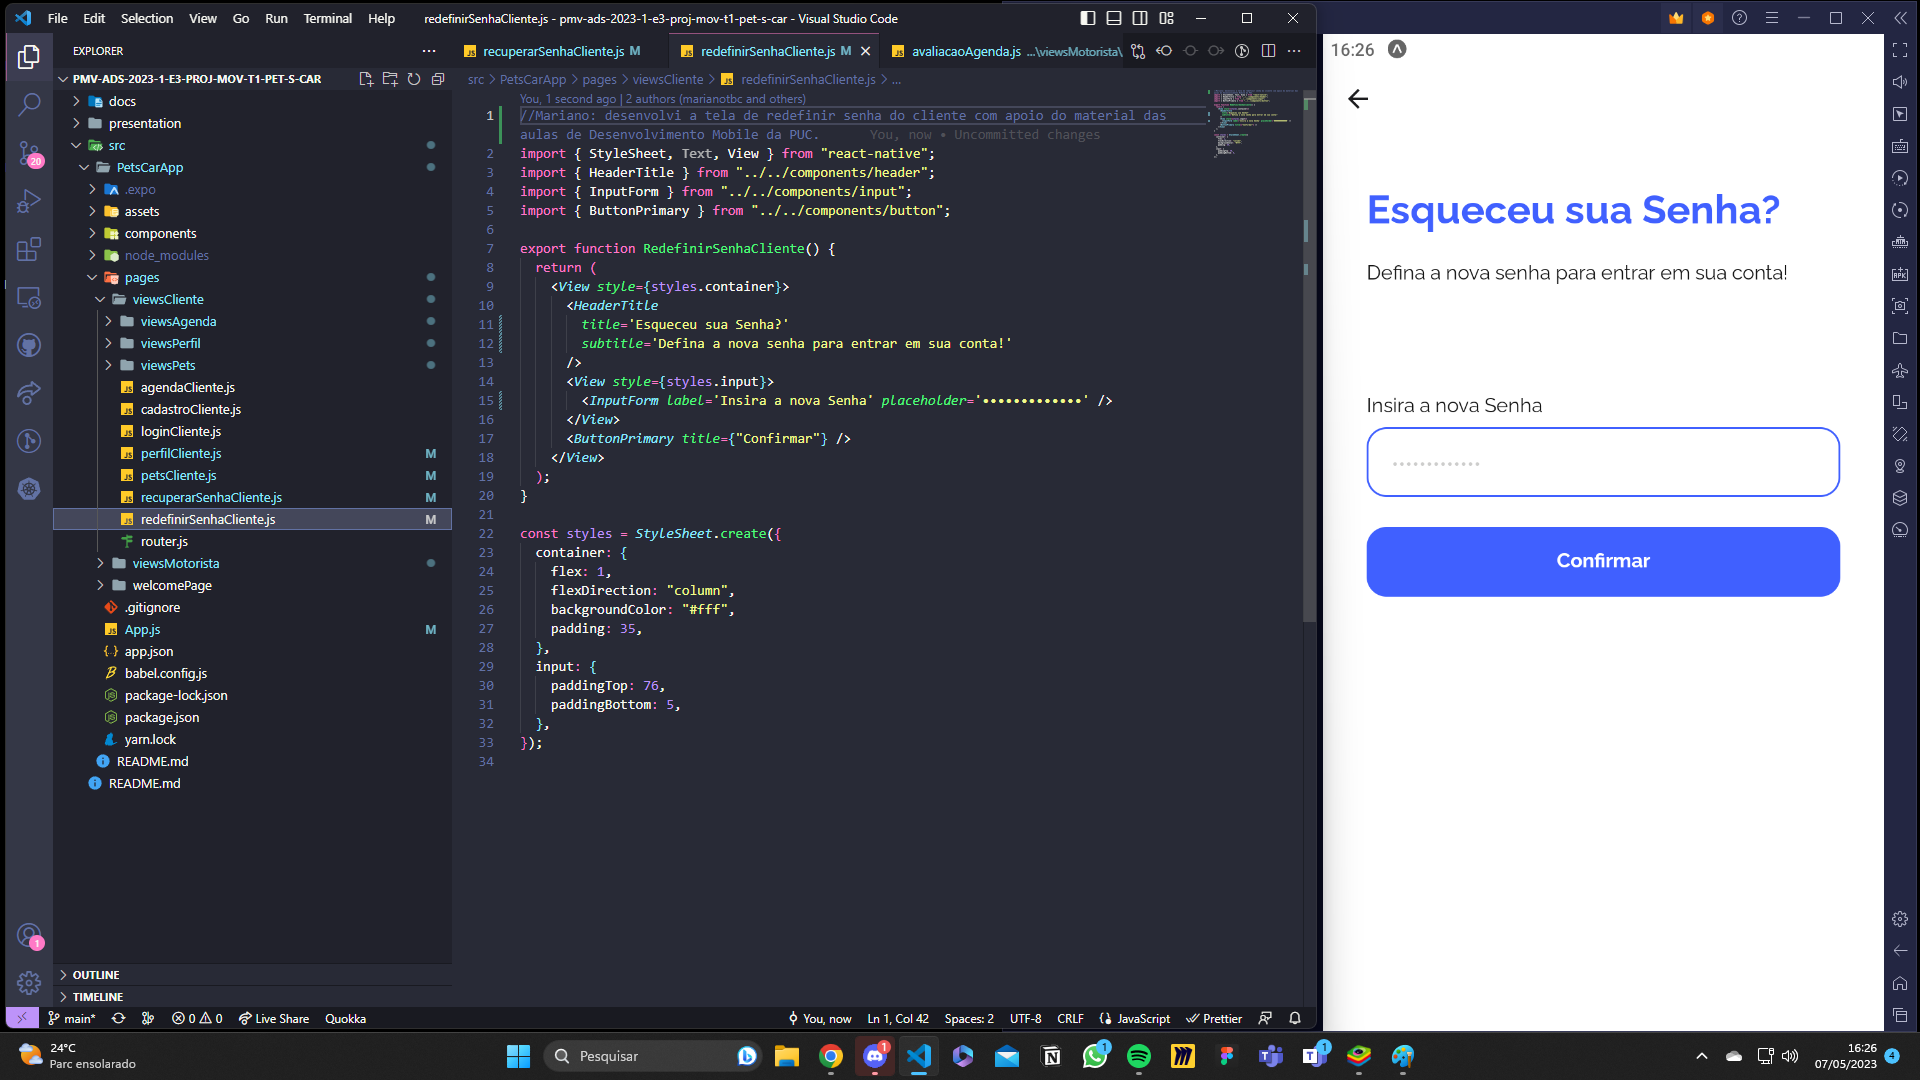 File Edit Selection View Go Run Terminal Help
redefinirSenhaCliente.js - pmv-ads-2023-1-e3-proj-mov-t1-pet-s-car - Visual Studio Code
EXPLORER
PMV-ADS-2023-1-E3-PROJ-MOV-T1-PET-S-CAR
docs
presentation
src
PetsCarApp
.expo
assets
components
node_modules
pages
viewsCliente
viewsAgenda
viewsPerfil
viewsPets
agendaCliente.js
cadastroCliente.js
loginCliente.js
perfilCliente.js M
petsCliente.js M
recuperarSenhaCliente.js M
redefinirSenhaCliente.js M
router.js
viewsMotorista
welcomePage
.gitignore
App.js M
app.json
babel.config.js
package-lock.json
package.json
yarn.lock
README.md
README.md
OUTLINE
TIMELINE
20
1
recuperarSenhaCliente.js M
redefinirSenhaCliente.js M
avaliacaoAgenda.js ...\viewsMotorista\
src > PetsCarApp > pages > viewsCliente > redefinirSenhaCliente.js > ...
You, 1 second ago | 2 authors (marianotbc and others)
1 //Mariano: desenvolvi a tela de redefinir senha do cliente com apoio do material das
aulas de Desenvolvimento Mobile da PUC. You, now • Uncommitted changes
2 import { StyleSheet, Text, View } from "react-native";
3 import { HeaderTitle } from "../../components/header";
4 import { InputForm } from "../../components/input";
5 import { ButtonPrimary } from "../../components/button";
6
7 export function RedefinirSenhaCliente() {
8 return (
9 <View style={styles.container}>
10 <HeaderTitle
11 title='Esqueceu sua Senha?'
12 subtitle='Defina a nova senha para entrar em sua conta!'
13 />
14 <View style={styles.input}>
15 <InputForm label='Insira a nova Senha' placeholder='•••••••••••••' />
16 </View>
17 <ButtonPrimary title={"Confirmar"} />
18 </View>
19 );
20 }
21
22 const styles = StyleSheet.create({
23 container: {
24 flex: 1,
25 flexDirection: "column",
26 backgroundColor: "#fff",
27 padding: 35,
28 },
29 input: {
30 paddingTop: 76,
31 paddingBottom: 5,
32 },
33 });
34
main* 0 0 Live Share Quokka
You, now Ln 1, Col 42 Spaces: 2 UTF-8 CRLF JavaScript Prettier
16:26
Esqueceu sua Senha?
Defina a nova senha para entrar em sua conta!
Insira a nova Senha
•••••••••••••
Confirmar
24°C
Parc ensolarado
Pesquisar
1
1
1
16:26
07/05/2023
4